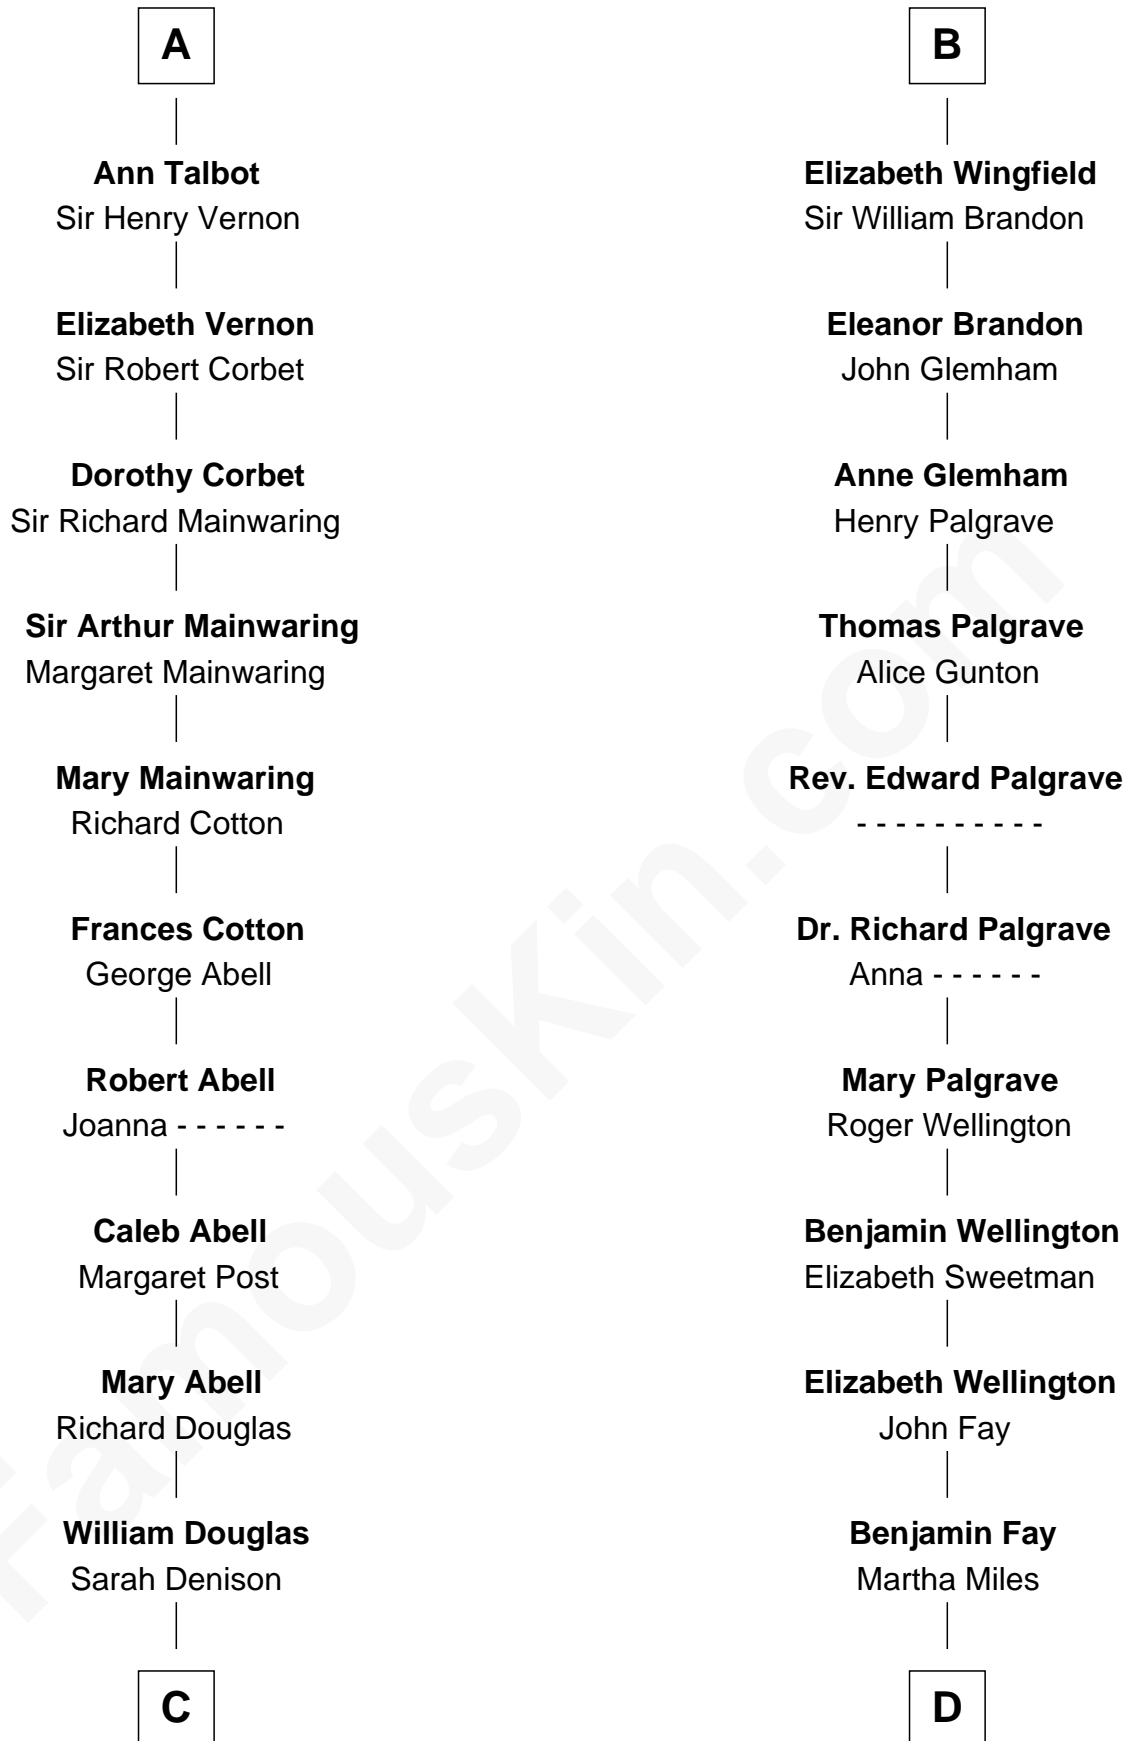 A
Ann Talbot
Sir Henry Vernon
Elizabeth Vernon
Sir Robert Corbet
Dorothy Corbet
Sir Richard Mainwaring
Sir Arthur Mainwaring
Margaret Mainwaring
Mary Mainwaring
Richard Cotton
Frances Cotton
George Abell
Robert Abell
Joanna - - - - - -
Caleb Abell
Margaret Post
Mary Abell
Richard Douglas
William Douglas
Sarah Denison
C
B
Elizabeth Wingfield
Sir William Brandon
Eleanor Brandon
John Glemham
Anne Glemham
Henry Palgrave
Thomas Palgrave
Alice Gunton
Rev. Edward Palgrave
- - - - - - - - - -
Dr. Richard Palgrave
Anna - - - - - -
Mary Palgrave
Roger Wellington
Benjamin Wellington
Elizabeth Sweetman
Elizabeth Wellington
John Fay
Benjamin Fay
Martha Miles
D
FamousKin.com